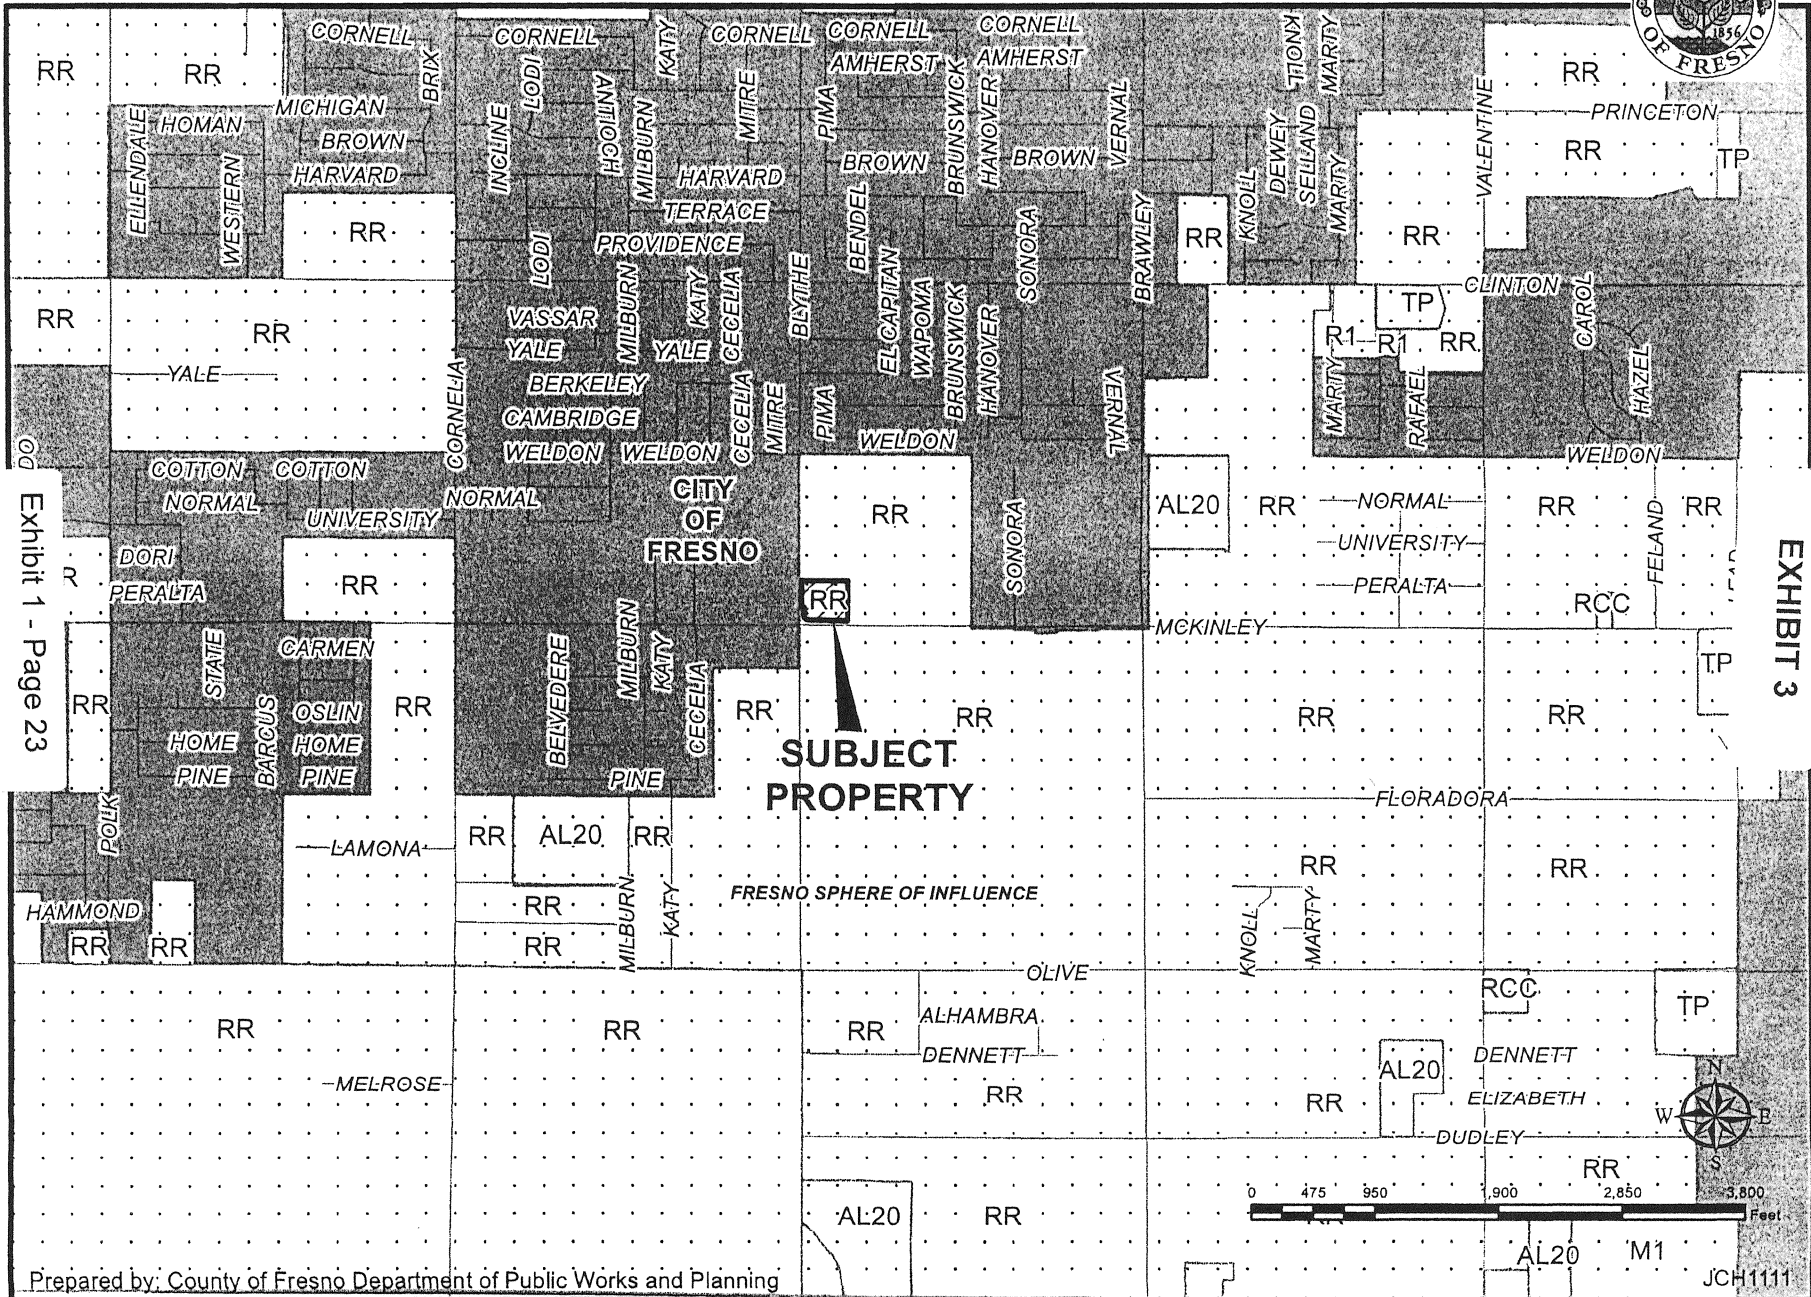 1856
OF FRESNO
CORNELL
CORNELL
KATY
CORNELL
CORNELL
CORNELL
KNOLL
MARTY
RR
RR
BRIX
LODI
AMHERST
AMHERST
RR
MICHIGAN
HOOLIHAN
MITRE
PIMA
BRUNSWICK
HANOVER
VERNAL
VALENTINE
PRINCETON
ELLENDALE
HOMAN
BROWN
INCLINE
MILBURN
BROWN
BROWN
DEWEY
SELLAND
MARTY
RR
TP
WESTERN
HARVARD
HARVARD
TERRACE
BENDEL
SONORA
BRAWLEY
RR
KNOLL
RR
RR
LODI
PROVIDENCE
MILBURN
KATY
CECELIA
BLYTHE
EL CAPITAN
WAPOMA
BRUNSWICK
HANOVER
CLINTON
RR
RR
VASSAR
YALE
YALE
TP
R1
R1
RR
CAROL
HAZEL
YALE
CORNELIA
BERKELEY
CAMBRIDGE
CECELIA
MITRE
PIMA
VERNAL
MARTY
RAFAEL
WELDON
WELDON
WELDON
WELDON
COTTON
COTTON
NORMAL
NORMAL
UNIVERSITY
CITY
OF
FRESNO
RR
SONORA
AL20
RR
NORMAL
UNIVERSITY
PERALTA
RR
FELAND
RR
DORI
PERALTA
RR
RR
RCC
MCKINLEY
Exhibit 1 - Page 23
EXHIBIT 3
STATE
CARMEN
BELVEDERE
MILBURN
KATY
CECELIA
TP
RR
BARCUS
OSLIN
RR
RR
RR
RR
RR
HOME
HOME
PINE
PINE
PINE
SUBJECT
PROPERTY
FLORADORA
POLK
LAMONA
RR
AL20
RR
RR
RR
FRESNO SPHERE OF INFLUENCE
HAMMOND
RR
MILBURN
KATY
KNOLL
MARTY
RR
RR
RR
OLIVE
RR
RR
RR
ALHAMBRA
DENNETT
RCC
TP
MELROSE
RR
RR
AL20
DENNETT
ELIZABETH
DUDLEY
N
W
E
S
RR
AL20
RR
0 475 950 1,900 2,850 3,800
Feet
AL20
M1
Prepared by: County of Fresno Department of Public Works and Planning
JCH1111